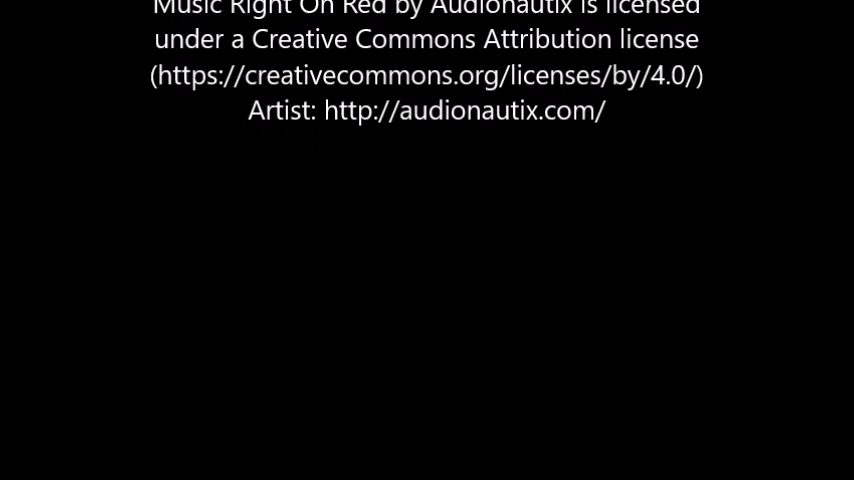 Music Right On Red by Audionautix is licensed
under a Creative Commons Attribution license
(https://creativecommons.org/licenses/by/4.0/)
Artist: http://audionautix.com/